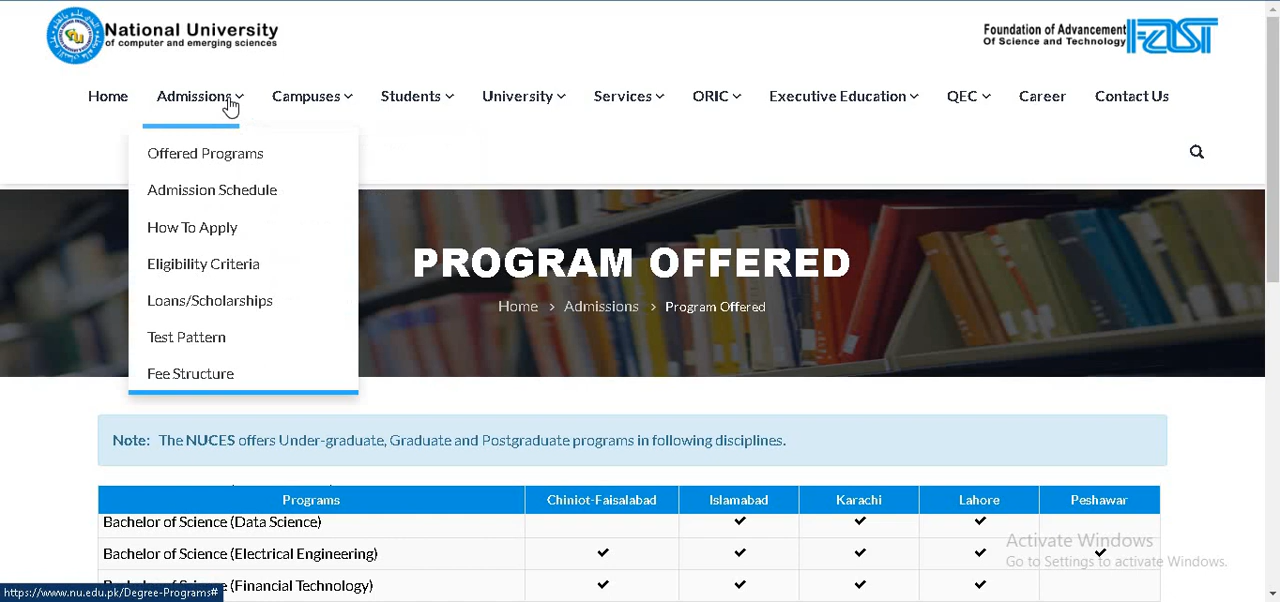 National University
of computer and emerging sciences
Foundation of Advancement
Of Science and Technology
FAST
Home
Admissions
Campuses
Students
University
Services
ORIC
Executive Education
QEC
Career
Contact Us
Offered Programs
Admission Schedule
How To Apply
Eligibility Criteria
Loans/Scholarships
Test Pattern
Fee Structure
PROGRAM OFFERED
Home > Admissions > Program Offered
Note: The NUCES offers Under-graduate, Graduate and Postgraduate programs in following disciplines.
Programs Chiniot-Faisalabad Islamabad Karachi Lahore Peshawar
Bachelor of Science (Data Science) ✔ ✔ ✔
Bachelor of Science (Electrical Engineering) ✔ ✔ ✔ ✔ ✔
of Science (Financial Technology) ✔ ✔ ✔ ✔
Activate Windows
Go to Settings to activate Windows.
https://www.nu.edu.pk/Degree-Programs#